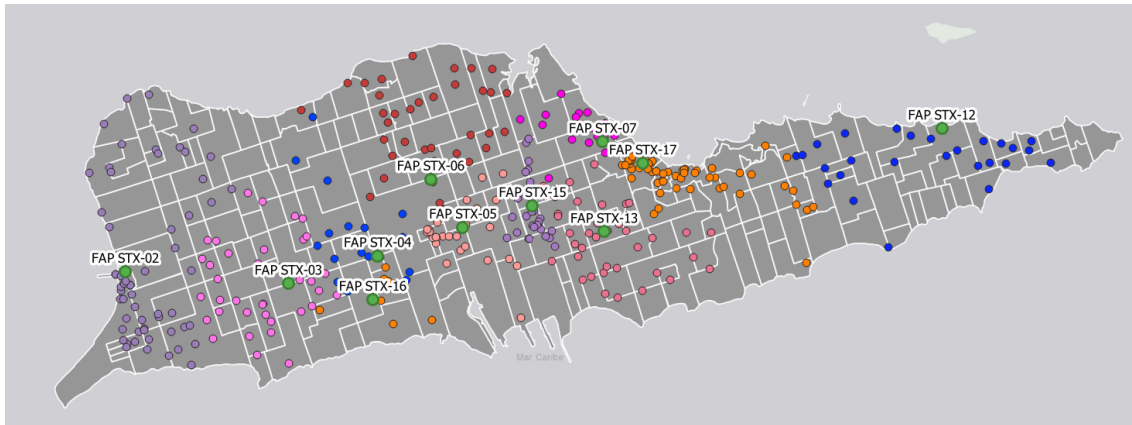 FAP STX-12
FAP STX-07
FAP STX-17
FAP STX-06
FAP STX-15
FAP STX-05
FAP STX-13
FAP STX-04
FAP STX-02
FAP STX-03
FAP STX-16
Mar Caribe